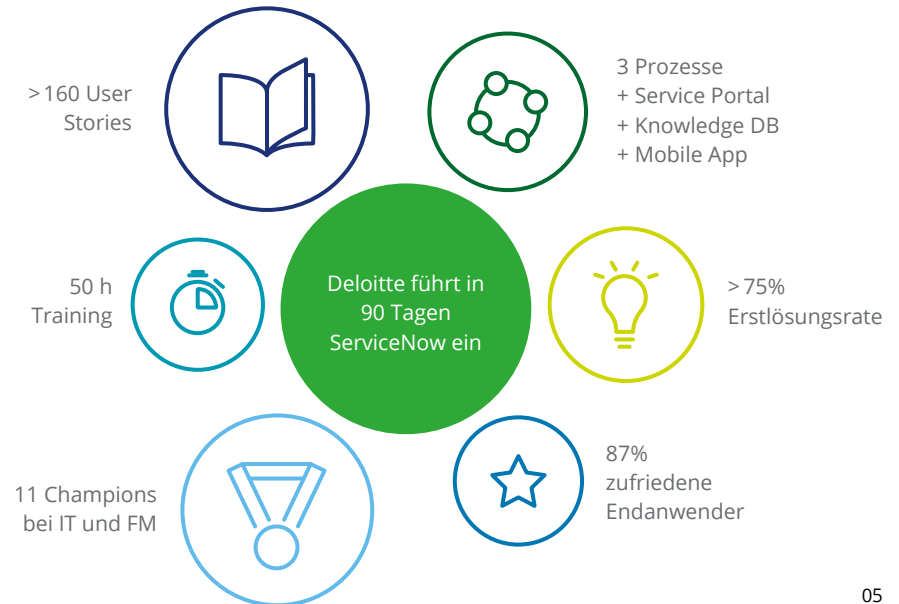 >160 User
Stories
3 Prozesse
+ Service Portal
+ Knowledge DB
+ Mobile App
50 h
Training
Deloitte führt in
90 Tagen
ServiceNow ein
>75%
Erstlösungsrate
11 Champions
bei IT und FM
87%
zufriedene
Endanwender
05